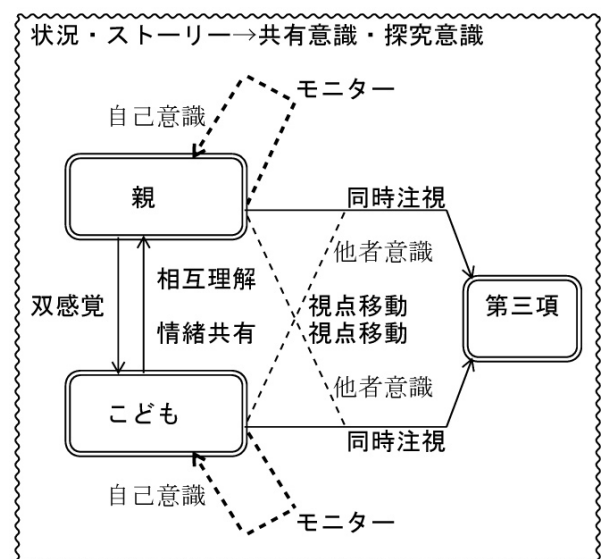 状況・ストーリー→共有意識・探究意識
モニター
自己意識
親
同時注視
他者意識
相互理解
双感覚
視点移動
第三項
情緒共有
視点移動
他者意識
こども
同時注視
自己意識
モニター